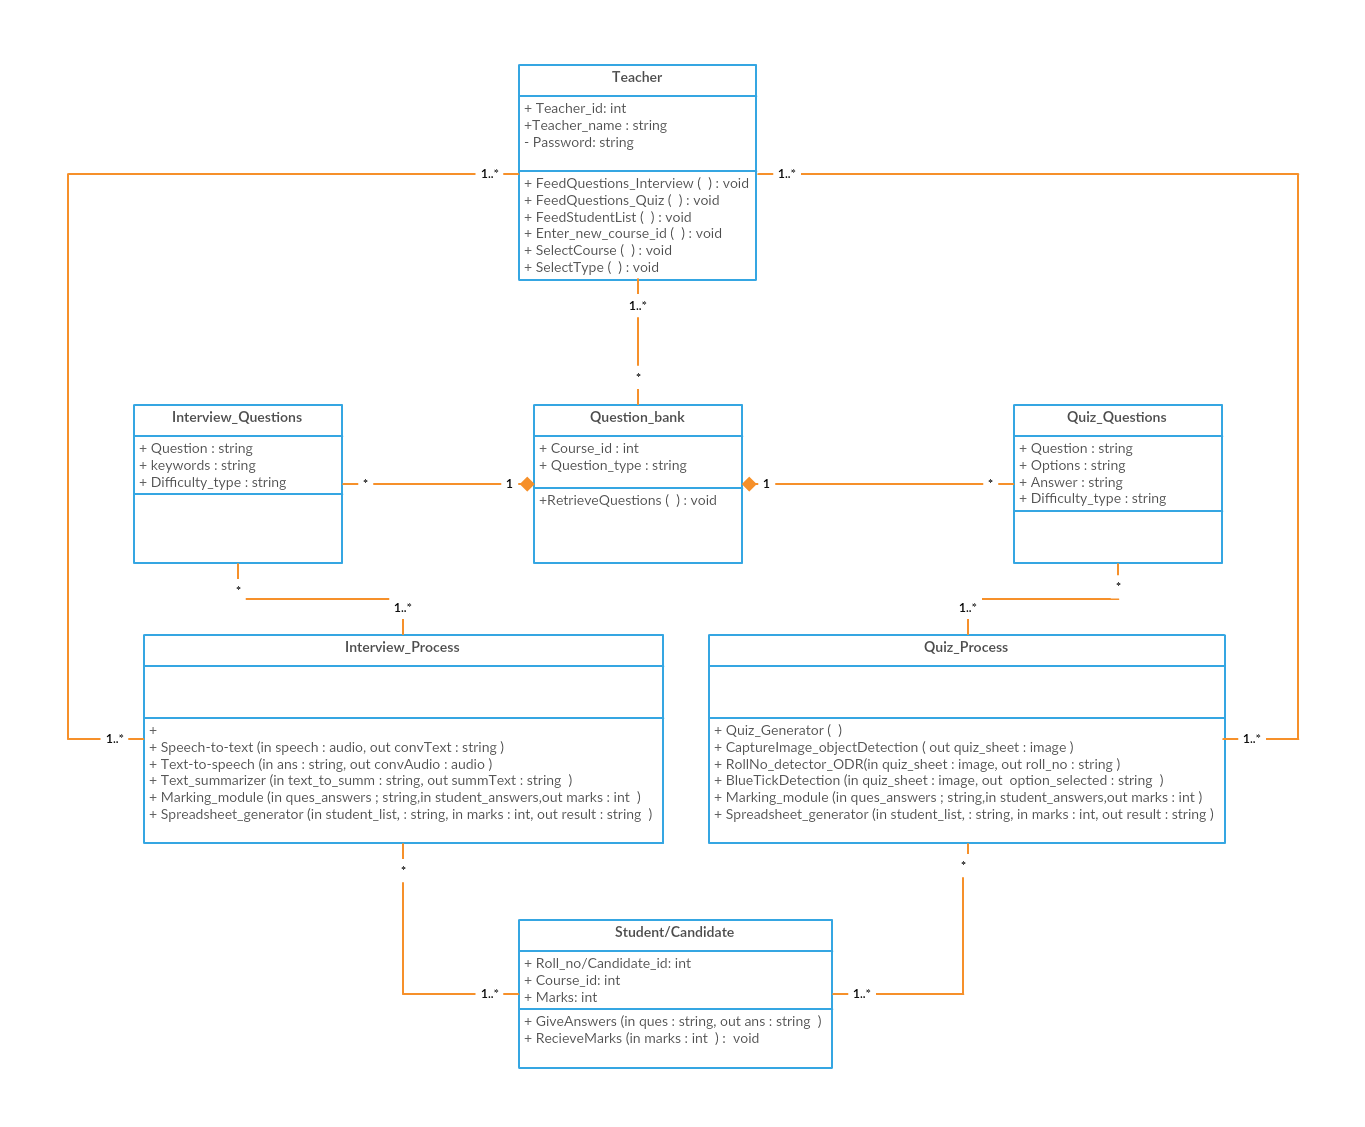 Teacher
+ Teacher_id: int
+Teacher_name : string
- Password: string
1..*
1..*
+ FeedQuestions_Interview (  ) : void
+ FeedQuestions_Quiz (  ) : void
+ FeedStudentList (  ) : void
+ Enter_new_course_id (  ) : void
+ SelectCourse (  ) : void
+ SelectType (  ) : void
1..*
*
Interview_Questions
+ Question : string
+ keywords : string
+ Difficulty_type : string
*
1
Question_bank
+ Course_id : int
+ Question_type : string
+RetrieveQuestions (  ) : void
1
*
Quiz_Questions
+ Question : string
+ Options : string
+ Answer : string
+ Difficulty_type : string
*
1..*
*
1..*
Interview_Process
+
+ Speech-to-text (in speech : audio, out convText : string )
+ Text-to-speech (in ans : string, out convAudio : audio )
+ Text_summarizer (in text_to_summ : string, out summText : string  )
+ Marking_module (in ques_answers ; string,in student_answers,out marks : int  )
+ Spreadsheet_generator (in student_list, : string, in marks : int, out result : string  )
1..*
Quiz_Process
+ Quiz_Generator (  )
+ CaptureImage_objectDetection ( out quiz_sheet : image )
+ RollNo_detector_ODR(in quiz_sheet : image, out roll_no : string )
+ BlueTickDetection (in quiz_sheet : image, out  option_selected : string  )
+ Marking_module (in ques_answers ; string,in student_answers,out marks : int )
+ Spreadsheet_generator (in student_list, : string, in marks : int, out result : string )
1..*
*
*
Student/Candidate
+ Roll_no/Candidate_id: int
+ Course_id: int
+ Marks: int
1..*
1..*
+ GiveAnswers (in ques : string, out ans : string  )
+ RecieveMarks (in marks : int  ) :  void